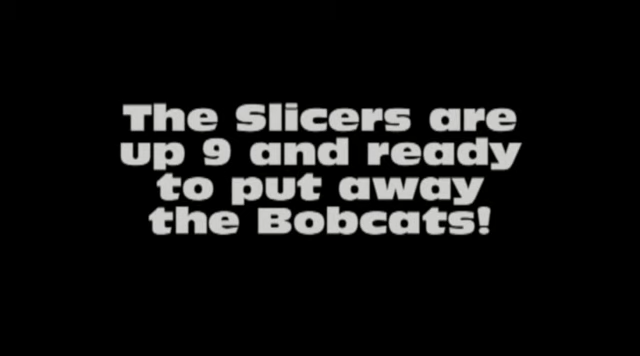 The Slicers are
up 9 and ready
to put away
the Bobcats!